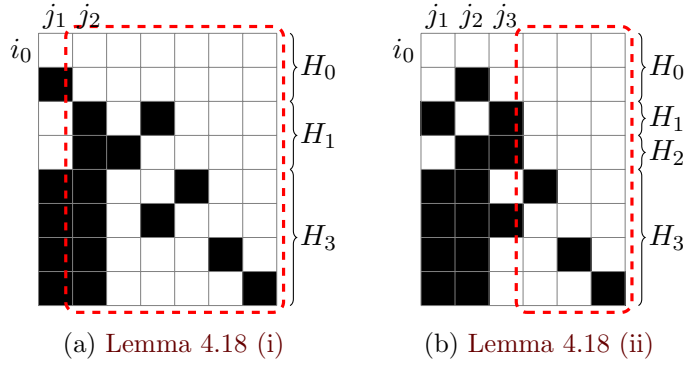 j₁ j₂
i₀
H₀
H₁
H₃
(a) Lemma 4.18 (i)
j₁ j₂ j₃
i₀
H₀
H₁
H₂
H₃
(b) Lemma 4.18 (ii)